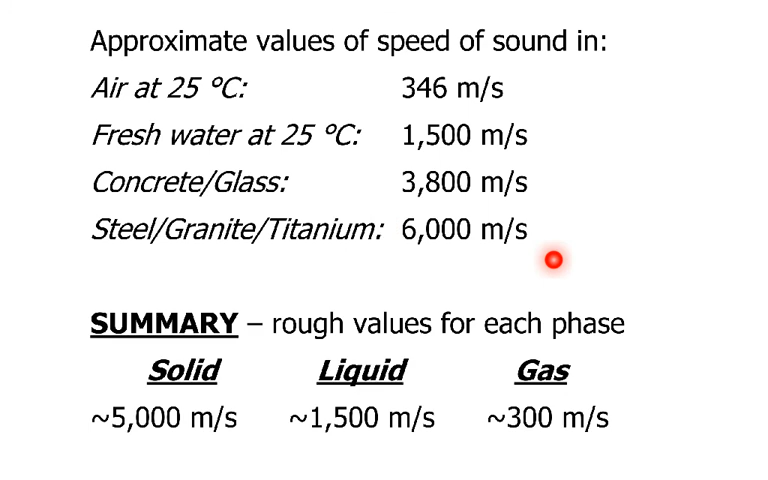 Approximate values of speed of sound in:
Air at 25 °C: 346 m/s
Fresh water at 25 °C: 1,500 m/s
Concrete/Glass: 3,800 m/s
Steel/Granite/Titanium: 6,000 m/s
SUMMARY – rough values for each phase
Solid Liquid Gas
~5,000 m/s ~1,500 m/s ~300 m/s